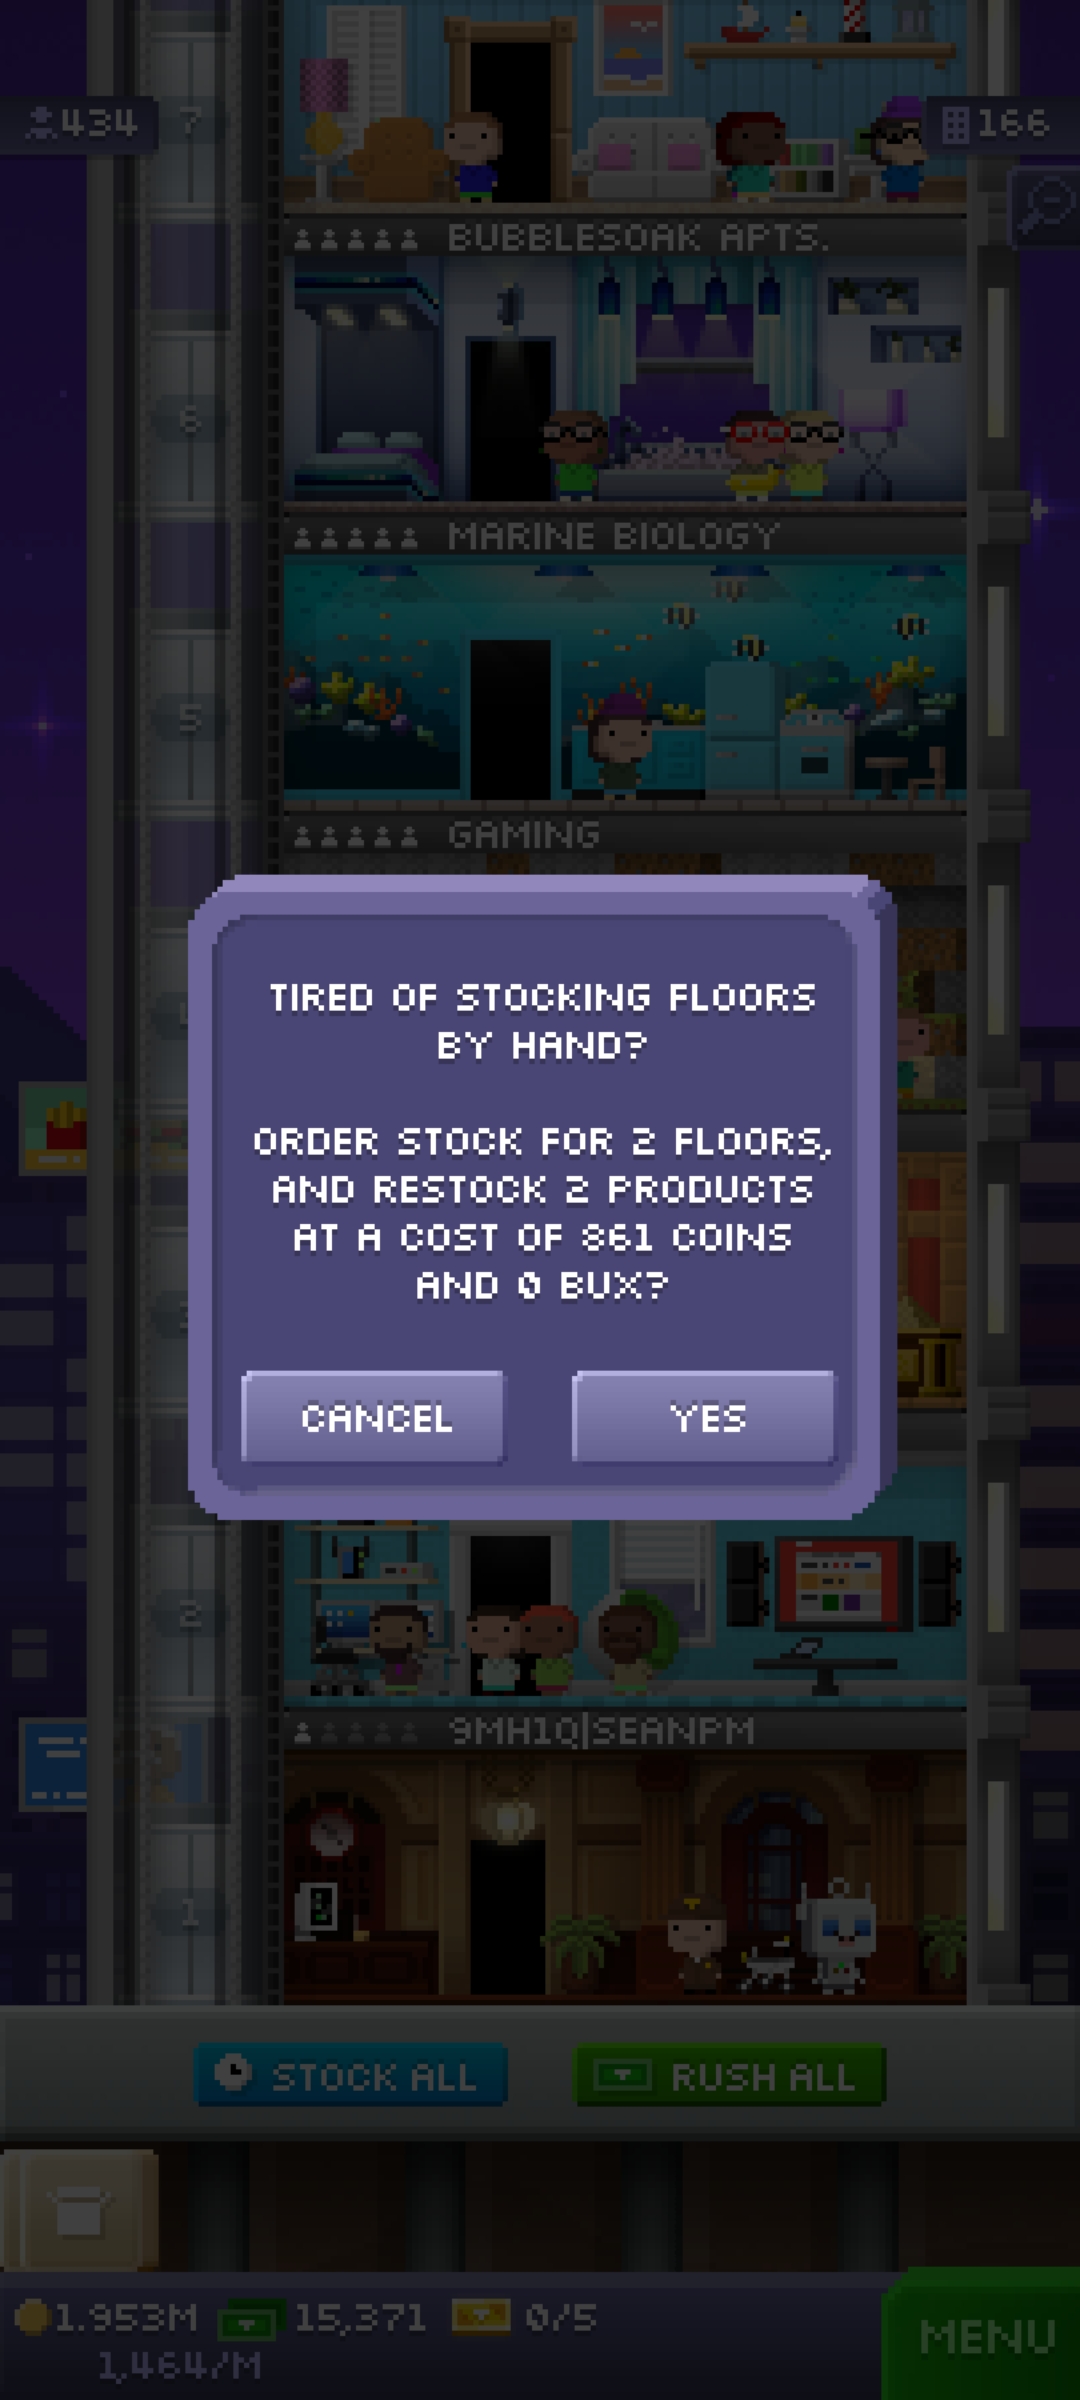 434
7
166
BUBBLESOAK APTS.
6
MARINE BIOLOGY
5
GAMING
TIRED OF STOCKING FLOORS
BY HAND?
ORDER STOCK FOR 2 FLOORS,
AND RESTOCK 2 PRODUCTS
AT A COST OF 861 COINS
AND 0 BUX?
CANCEL
YES
2
9MH1Q|SEANPM
1
STOCK ALL
RUSH ALL
1.953M
15,371
0/5
MENU
1,464/M